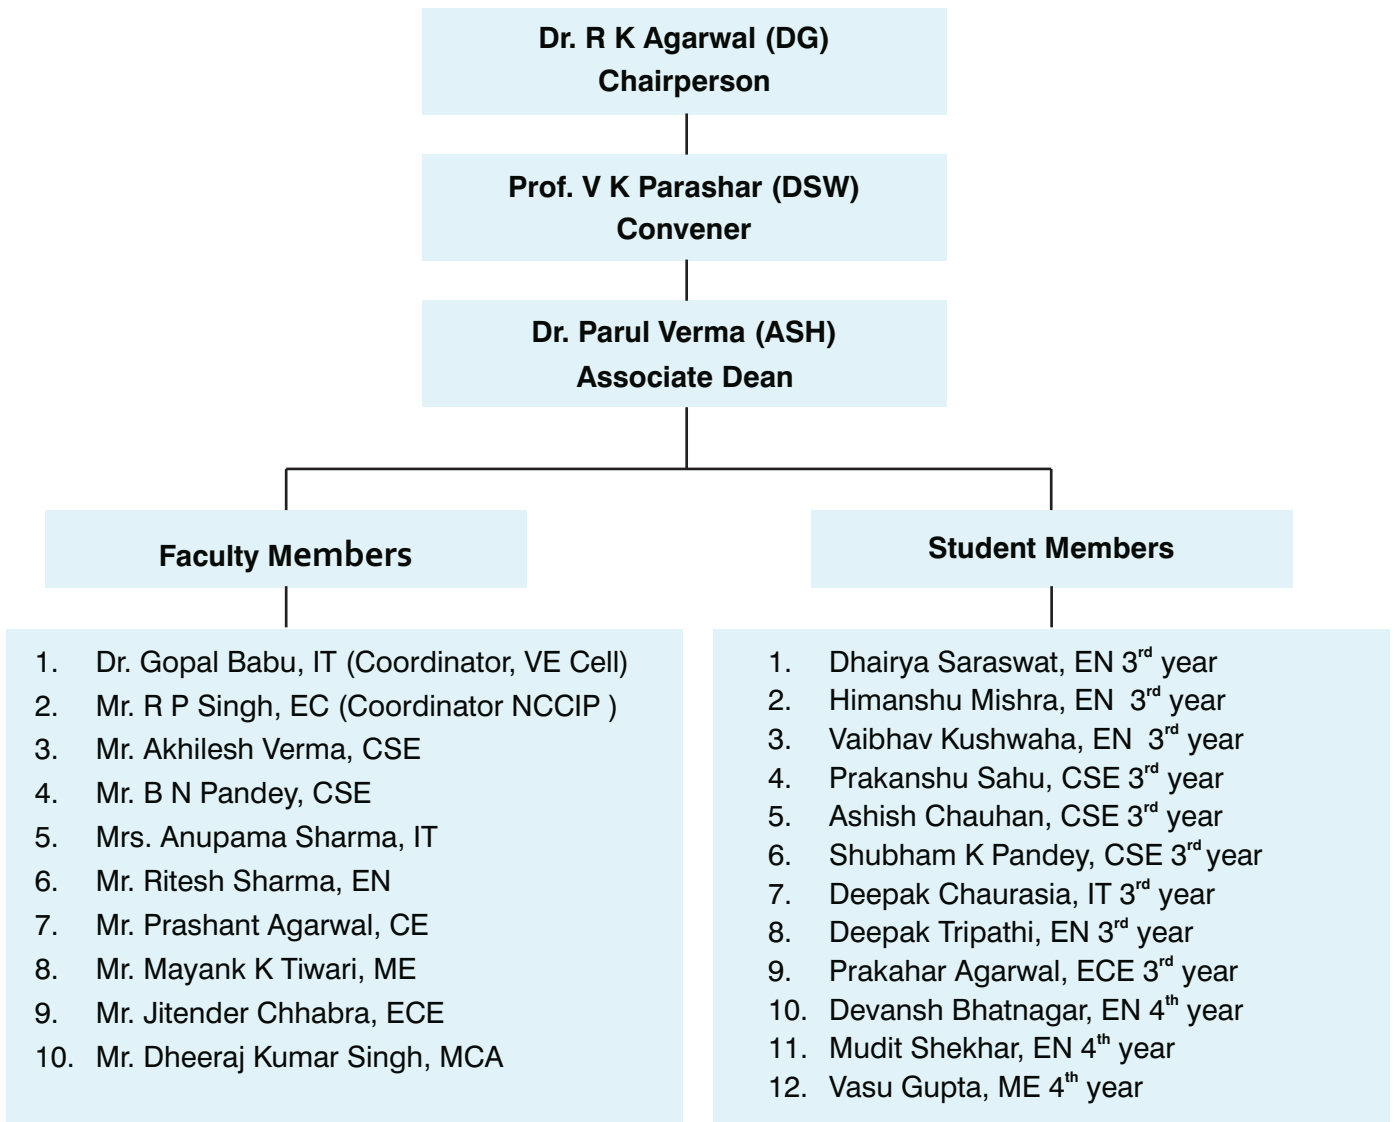 Dr. R K Agarwal (DG)
Chairperson
Prof. V K Parashar (DSW)
Convener
Dr. Parul Verma (ASH)
Associate Dean
Faculty Members
1. Dr. Gopal Babu, IT (Coordinator, VE Cell)
2. Mr. R P Singh, EC (Coordinator NCCIP )
3. Mr. Akhilesh Verma, CSE
4. Mr. B N Pandey, CSE
5. Mrs. Anupama Sharma, IT
6. Mr. Ritesh Sharma, EN
7. Mr. Prashant Agarwal, CE
8. Mr. Mayank K Tiwari, ME
9. Mr. Jitender Chhabra, ECE
10. Mr. Dheeraj Kumar Singh, MCA
Student Members
1. Dhairya Saraswat, EN 3rd year
2. Himanshu Mishra, EN 3rd year
3. Vaibhav Kushwaha, EN 3rd year
4. Prakanshu Sahu, CSE 3rd year
5. Ashish Chauhan, CSE 3rd year
6. Shubham K Pandey, CSE 3rd year
7. Deepak Chaurasia, IT 3rd year
8. Deepak Tripathi, EN 3rd year
9. Prakahar Agarwal, ECE 3rd year
10. Devansh Bhatnagar, EN 4th year
11. Mudit Shekhar, EN 4th year
12. Vasu Gupta, ME 4th year